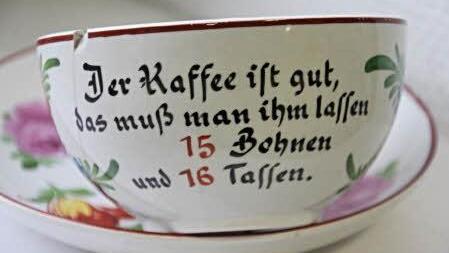 Der Kaffee iſt gut,
das muß man ihm laſſen
15 Bohnen
und 16 Taſſen.